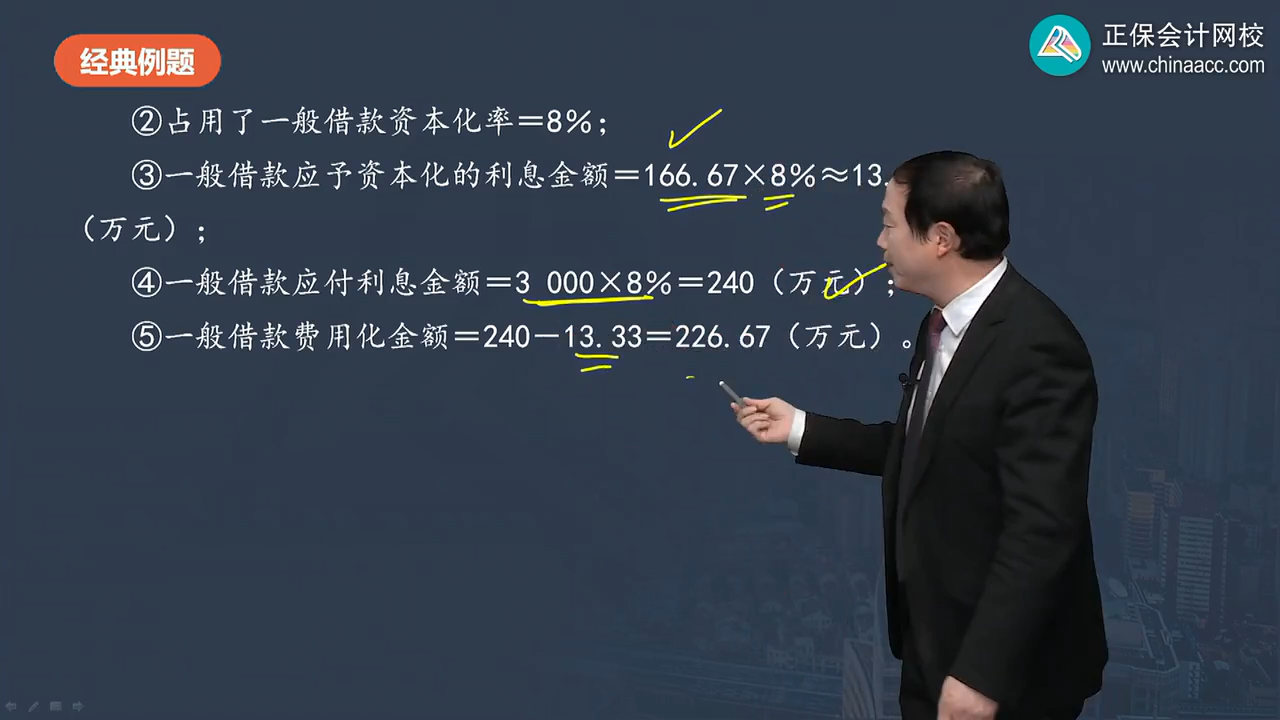 正保会计网校
www.chinaacc.com
经典例题
②占用了一般借款资本化率＝8％；
③一般借款应予资本化的利息金额＝166.67×8％≈13.
（万元）；
④一般借款应付利息金额＝3 000×8％＝240（万元）；
⑤一般借款费用化金额＝240－13.33＝226.67（万元）。